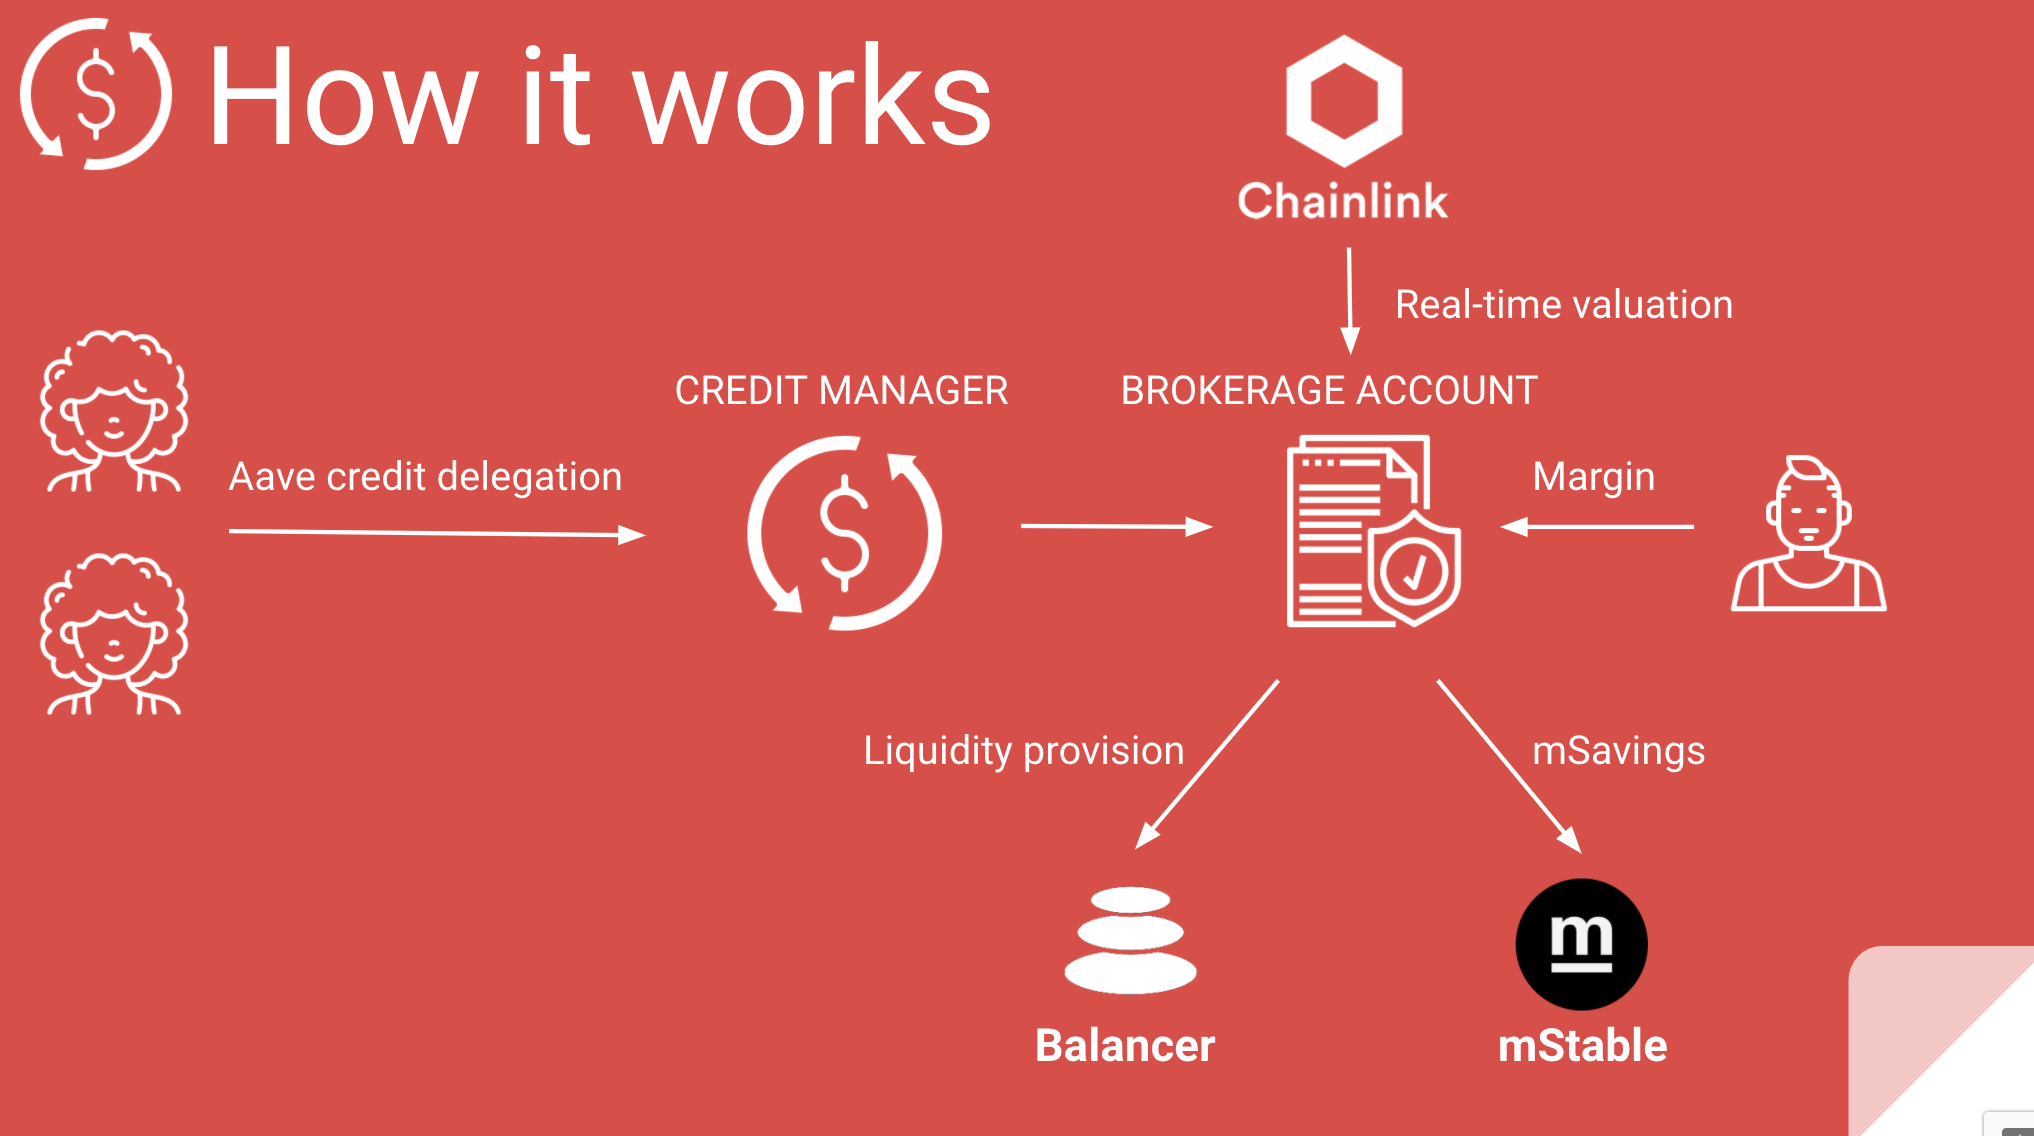 How it works
Chainlink
Real-time valuation
CREDIT MANAGER
BROKERAGE ACCOUNT
Aave credit delegation
Margin
Liquidity provision
mSavings
m
Balancer
mStable